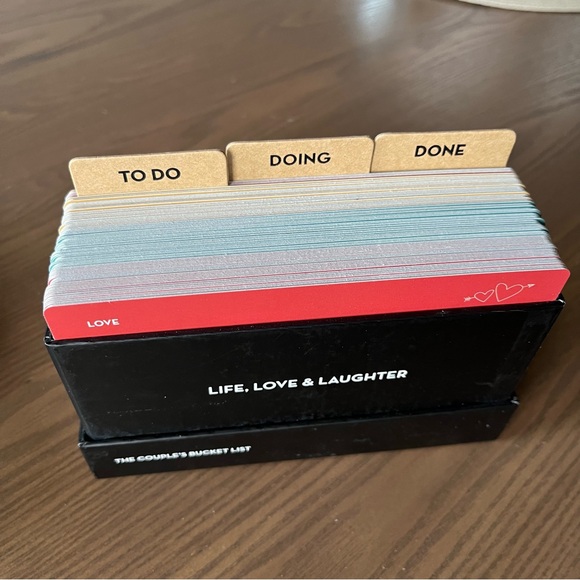 TO DO
DOING
DONE
LOVE
LIFE, LOVE & LAUGHTER
THE COUPLE'S BUCKET LIST